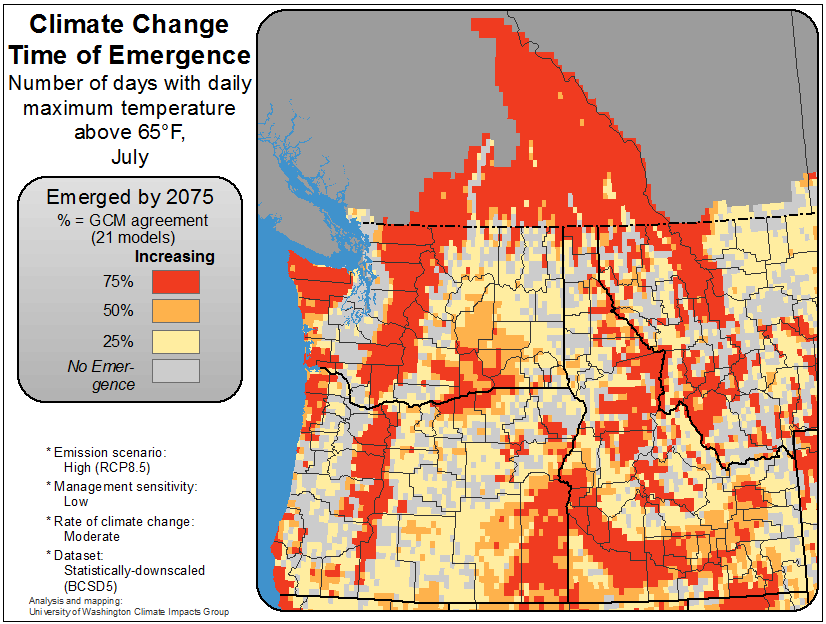 Climate Change
Time of Emergence
Number of days with daily
maximum temperature
above 65°F,
July
Emerged by 2075
% = GCM agreement
(21 models)
Increasing
75%
50%
25%
No Emer-
gence
* Emission scenario:
High (RCP8.5)
* Management sensitivity:
Low
* Rate of climate change:
Moderate
* Dataset:
Statistically-downscaled
(BCSD5)
Analysis and mapping:
University of Washington Climate Impacts Group